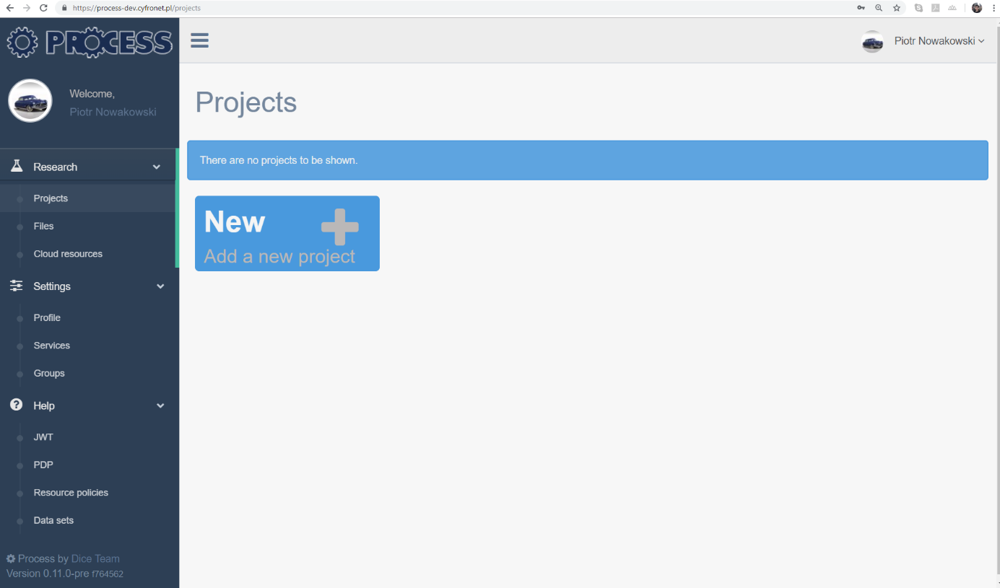 https://process-dev.cyfronet.pl/projects
PROCESS
Piotr Nowakowski
Welcome,
Piotr Nowakowski
Projects
There are no projects to be shown.
New
Add a new project
Research
Projects
Files
Cloud resources
Settings
Profile
Services
Groups
Help
JWT
PDP
Resource policies
Data sets
Process by Dice Team
Version 0.11.0-pre f764562